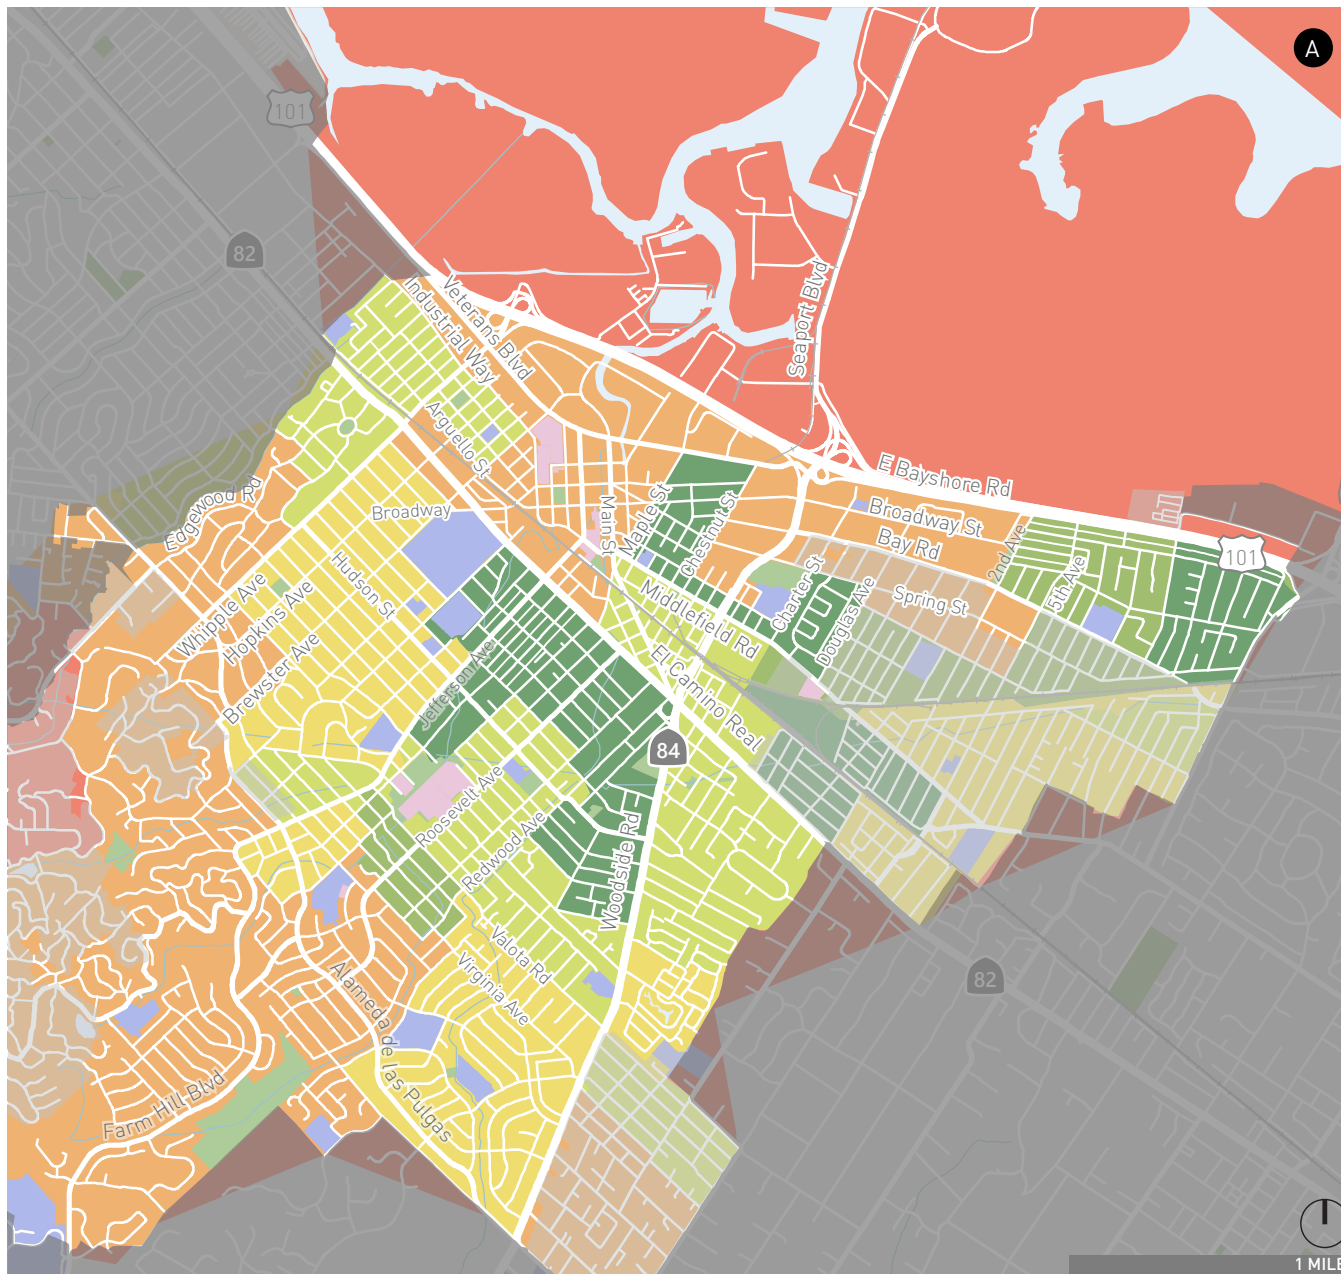 A
101
82
Veterans Blvd
Industrial Way
Seaport Blvd
Arguello St
E Bayshore Rd
Edgewood Rd
Broadway
Main St
Maple St
Chestnut St
Broadway St
Bay Rd
2nd Ave
101
5th Ave
Hudson St
Whipple Ave
Hopkins Ave
Middlefield Rd
Charter St
Spring St
Douglas Ave
Brewster Ave
Jefferson Ave
El Camino Real
84
Roosevelt Ave
Redwood Ave
Woodside Rd
Valota Rd
Virginia Ave
82
Alameda de las Pulgas
Farm Hill Blvd
1 MILE